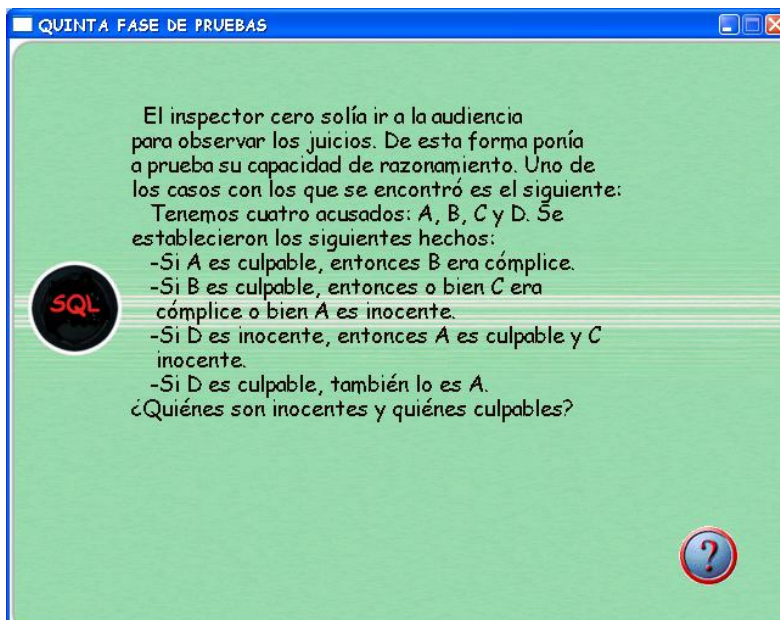 QUINTA FASE DE PRUEBAS
El inspector cero solía ir a la audiencia
para observar los juicios. De esta forma ponía
a prueba su capacidad de razonamiento. Uno de
los casos con los que se encontró es el siguiente:
Tenemos cuatro acusados: A, B, C y D. Se
establecieron los siguientes hechos:
-Si A es culpable, entonces B era cómplice.
-Si B es culpable, entonces o bien C era
cómplice o bien A es inocente.
-Si D es inocente, entonces A es culpable y C
inocente.
-Si D es culpable, también lo es A.
¿Quiénes son inocentes y quiénes culpables?
SQL
?